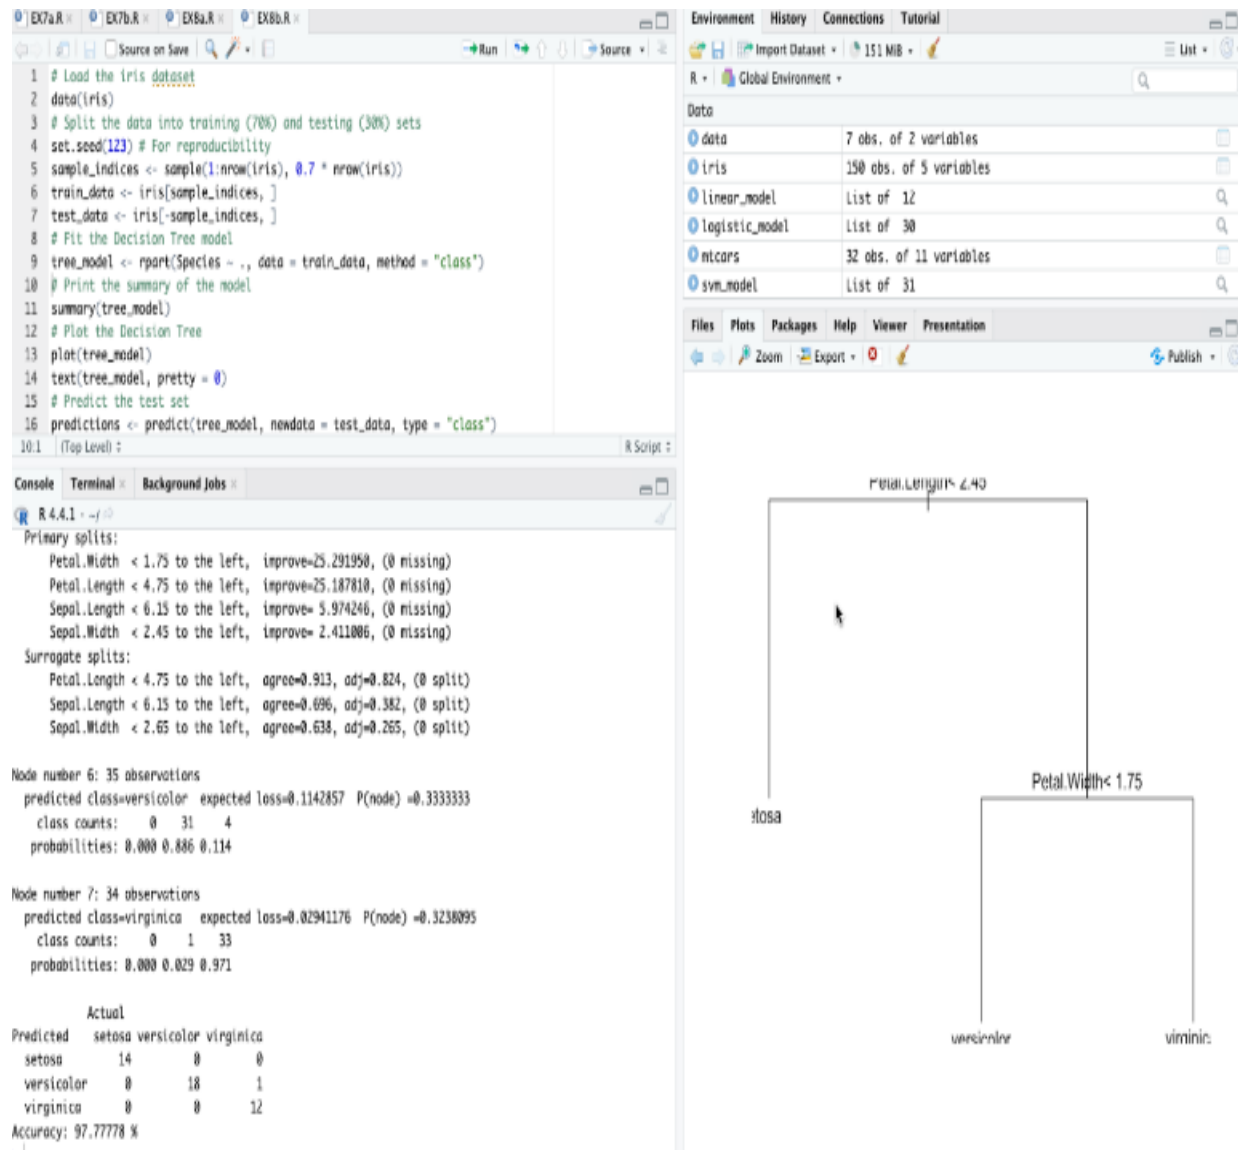 EX7a.R × EX7b.R × EX8a.R × EX8b.R ×
Source on Save Run Source
1 # Load the iris dataset
2 data(iris)
3 # Split the data into training (70%) and testing (30%) sets
4 set.seed(123) # For reproducibility
5 sample_indices <- sample(1:nrow(iris), 0.7 * nrow(iris))
6 train_data <- iris[sample_indices, ]
7 test_data <- iris[-sample_indices, ]
8 # Fit the Decision Tree model
9 tree_model <- rpart(Species ~ ., data = train_data, method = "class")
10 # Print the summary of the model
11 summary(tree_model)
12 # Plot the Decision Tree
13 plot(tree_model)
14 text(tree_model, pretty = 0)
15 # Predict the test set
16 predictions <- predict(tree_model, newdata = test_data, type = "class")
10:1 (Top Level) R Script
Console Terminal × Background Jobs ×
R 4.4.1 · ~/
Primary splits:
Petal.Width < 1.75 to the left, improve=25.291950, (0 missing)
Petal.Length < 4.75 to the left, improve=25.187810, (0 missing)
Sepal.Length < 6.15 to the left, improve= 5.974246, (0 missing)
Sepal.Width < 2.45 to the left, improve= 2.411006, (0 missing)
Surrogate splits:
Petal.Length < 4.75 to the left, agree=0.913, adj=0.824, (0 split)
Sepal.Length < 6.15 to the left, agree=0.696, adj=0.382, (0 split)
Sepal.Width < 2.65 to the left, agree=0.638, adj=0.265, (0 split)
Node number 6: 35 observations
predicted class=versicolor expected loss=0.1142857 P(node) =0.3333333
class counts: 0 31 4
probabilities: 0.000 0.886 0.114
Node number 7: 34 observations
predicted class=virginica expected loss=0.02941176 P(node) =0.3238095
class counts: 0 1 33
probabilities: 0.000 0.029 0.971
Actual
Predicted setosa versicolor virginica
setosa 14 0 0
versicolor 0 18 1
virginica 0 0 12
Accuracy: 97.77778 %
Environment History Connections Tutorial
Import Dataset 151 MiB List
R Global Environment
Data
data 7 obs. of 2 variables
iris 150 obs. of 5 variables
linear_model List of 12
logistic_model List of 30
mtcars 32 obs. of 11 variables
svm_model List of 31
Files Plots Packages Help Viewer Presentation
Zoom Export Publish
Petal.Length< 2.45
Petal.Width< 1.75
etosa
versicolor virginic